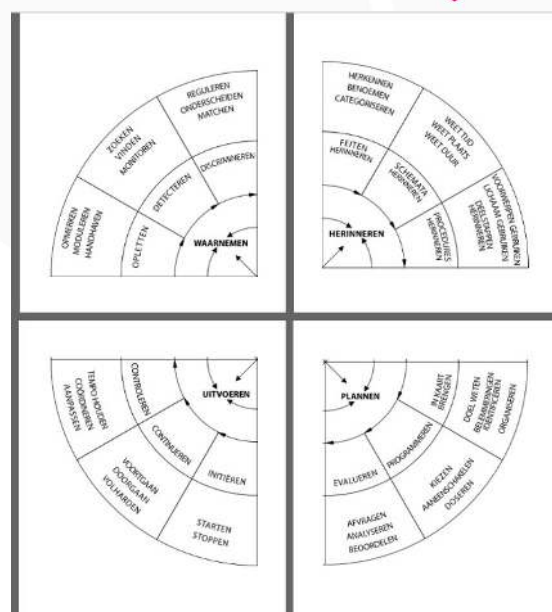 REGULEREN
ONDERSCHEIDEN
MATCHEN
ZOEKEN
VINDEN
MONITOREN
OPMERKEN
MODULEREN
HANDHAVEN
DISCRIMINEREN
DETECTEREN
OPLETTEN
WAARNEMEN
HERKENNEN
BENOEMEN
CATEGORISEREN
WEET TIJD
WEET PLAATS
WEET DUUR
VOORWERPEN GEBRUIKEN
LICHAAM GEBRUIKEN
DEELSTAPPEN
HERINNEREN
FEITEN
HERINNEREN
SCHEMATA
HERINNEREN
PROCEDURES
HERINNEREN
HERINNEREN
UITVOEREN
CONTROLEREN
CONTINUEREN
INITIËREN
TEMPO HOUDEN
COÖRDINEREN
AANPASSEN
VOORTGAAN
DOORGAAN
VOLHARDEN
STARTEN
STOPPEN
PLANNEN
IN KAART
BRENGEN
PROGRAMMEREN
EVALUEREN
DOEL WETEN
BELEMMERINGEN
IDENTIFICEREN
ORGANISEREN
KIEZEN
AANEENSCHAKELEN
DOSEREN
AFVRAGEN
ANALYSEREN
BEOORDELEN